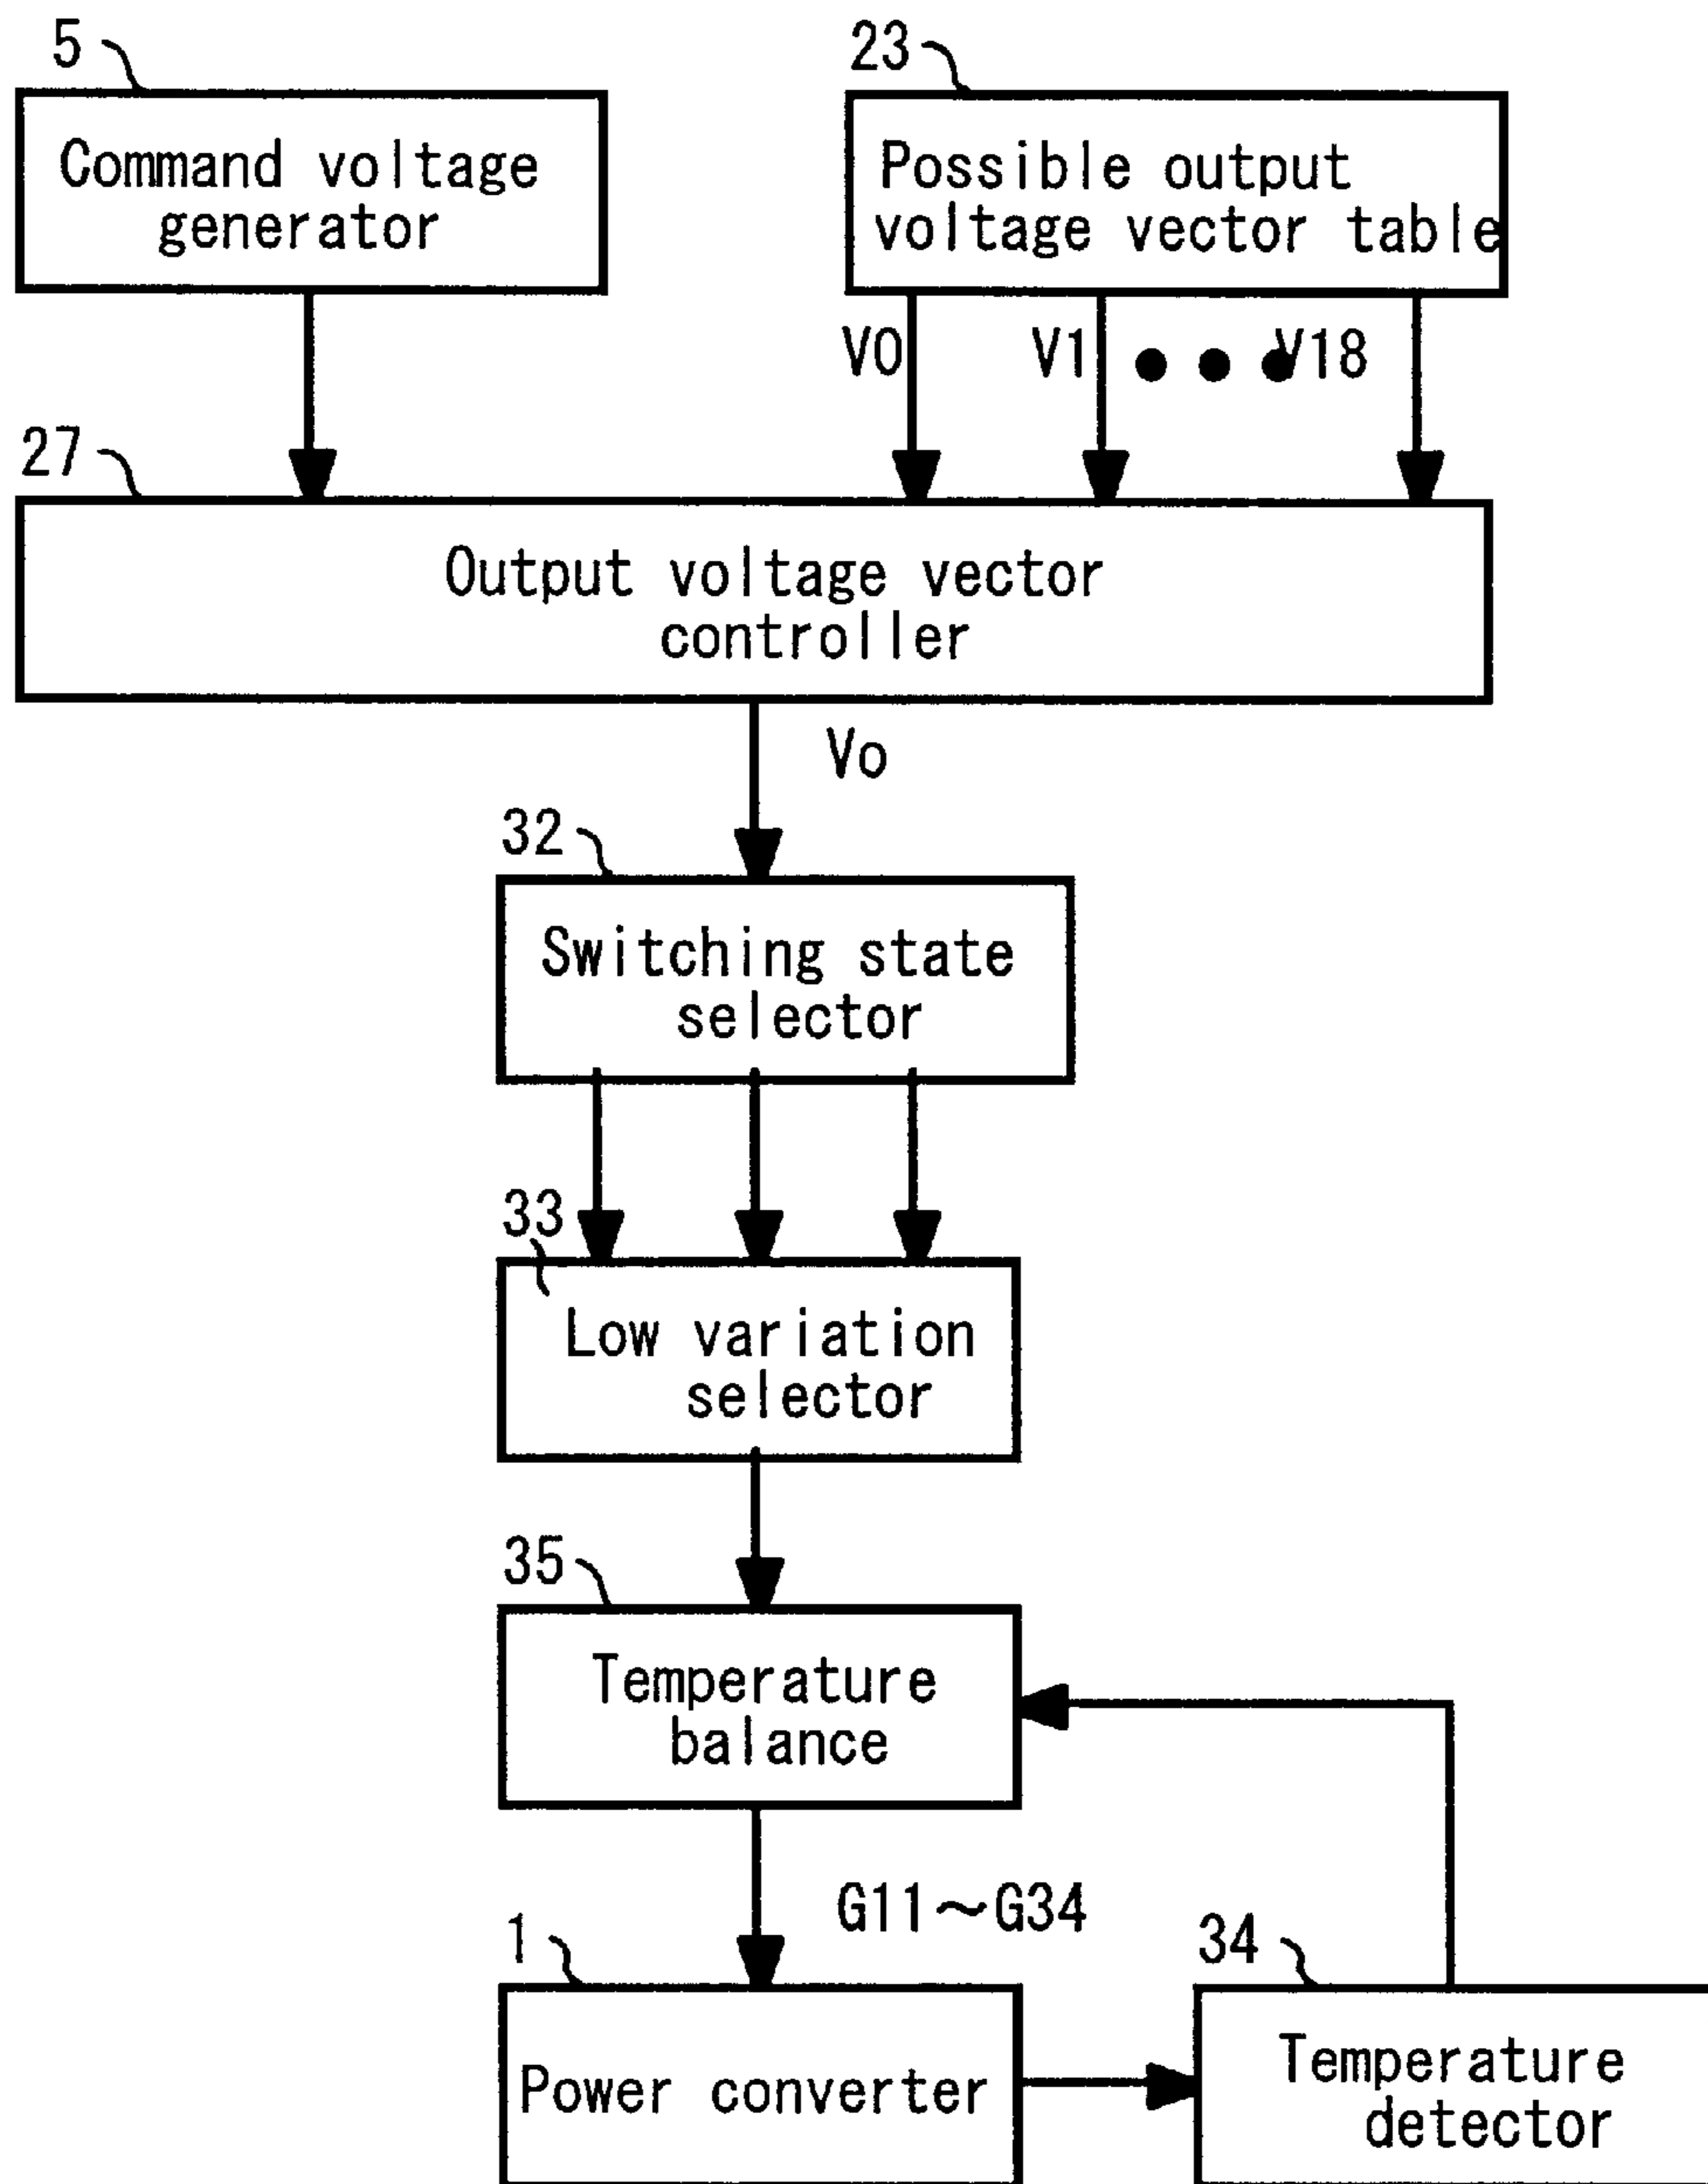 5
23
Command voltage
generator
Possible output
voltage vector table
V0
V1
●●●
V18
27
Output voltage vector
controller
Vo
32
Switching state
selector
33
Low variation
selector
35
Temperature
balance
G11～G34
1
34
Power converter
Temperature
detector